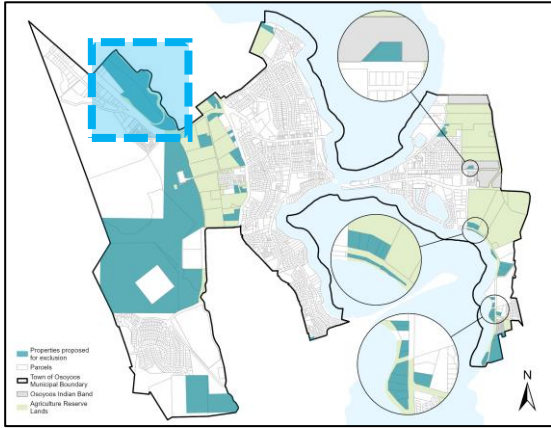 N
Properties proposed
for exclusion
Parcels
Town of Osoyoos
Municipal Boundary
Osoyoos Indian Band
Agriculture Reserve
Lands